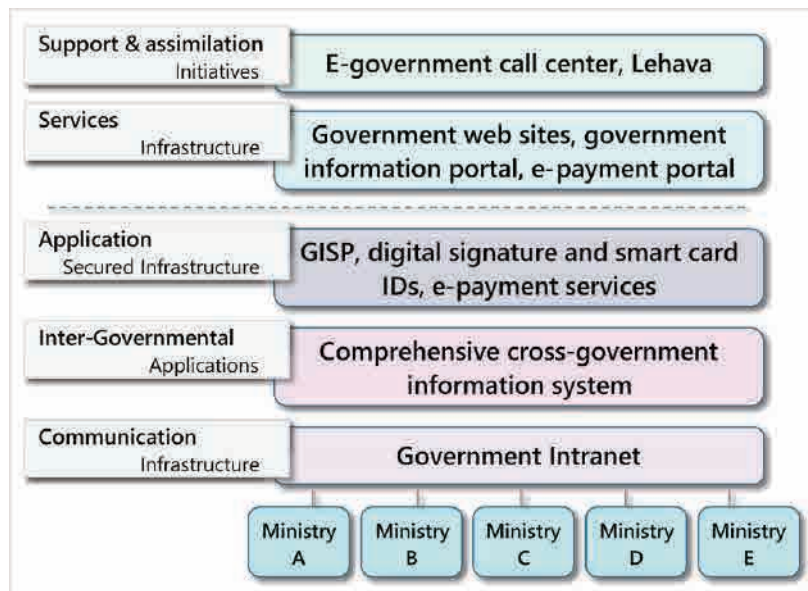 Support & assimilation
Initiatives
E-government call center, Lehava
Services
Infrastructure
Government web sites, government
information portal, e-payment portal
Application
Secured Infrastructure
GISP, digital signature and smart card
IDs, e-payment services
Inter-Governmental
Applications
Comprehensive cross-government
information system
Communication
Infrastructure
Government Intranet
Ministry
A
Ministry
B
Ministry
C
Ministry
D
Ministry
E